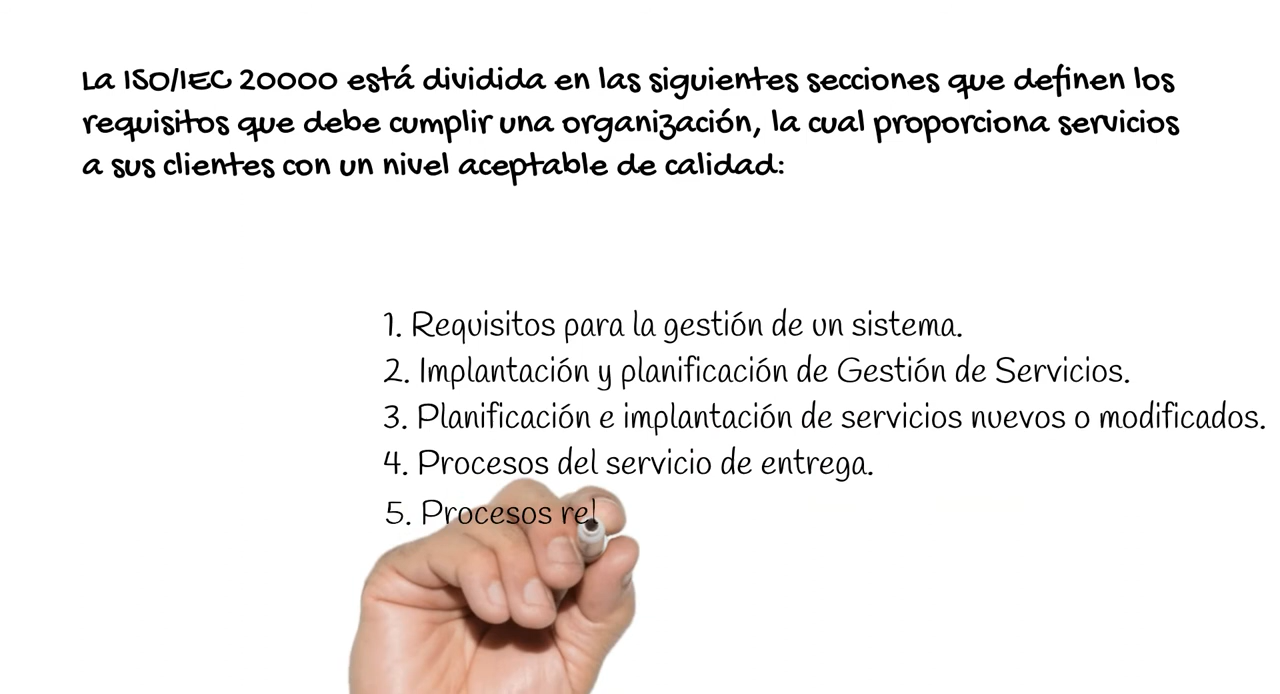 La ISO/IEC 20000 está dividida en las siguientes secciones que definen los
requisitos que debe cumplir una organización, la cual proporciona servicios
a sus clientes con un nivel aceptable de calidad:
1. Requisitos para la gestión de un sistema.
2. Implantación y planificación de Gestión de Servicios.
3. Planificación e implantación de servicios nuevos o modificados.
4. Procesos del servicio de entrega.
5. Procesos rel